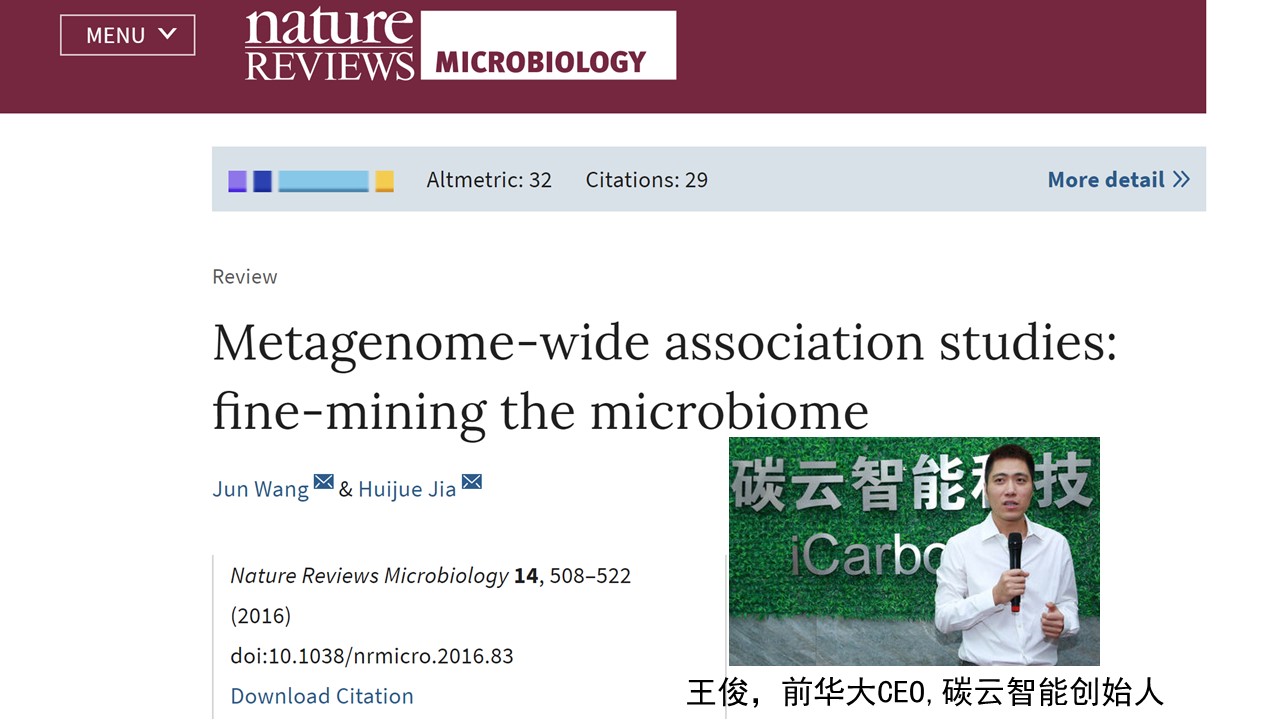 MENU
nature
REVIEWS
MICROBIOLOGY
Altmetric: 32 Citations: 29 More detail
Review
Metagenome-wide association studies:
fine-mining the microbiome
Jun Wang & Huijue Jia
Nature Reviews Microbiology 14, 508–522
(2016)
doi:10.1038/nrmicro.2016.83
Download Citation
碳云智能科技
iCarbo
王俊，前华大CEO,碳云智能创始人